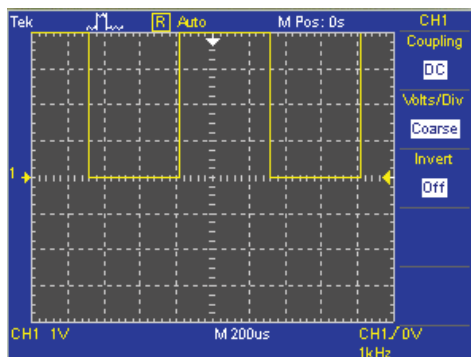 Tek R Auto M Pos: 0s CH1
Coupling
DC
Volts/Div
Coarse
Invert
Off
1
CH1 1V M 200us CH1 / 0V
1kHz